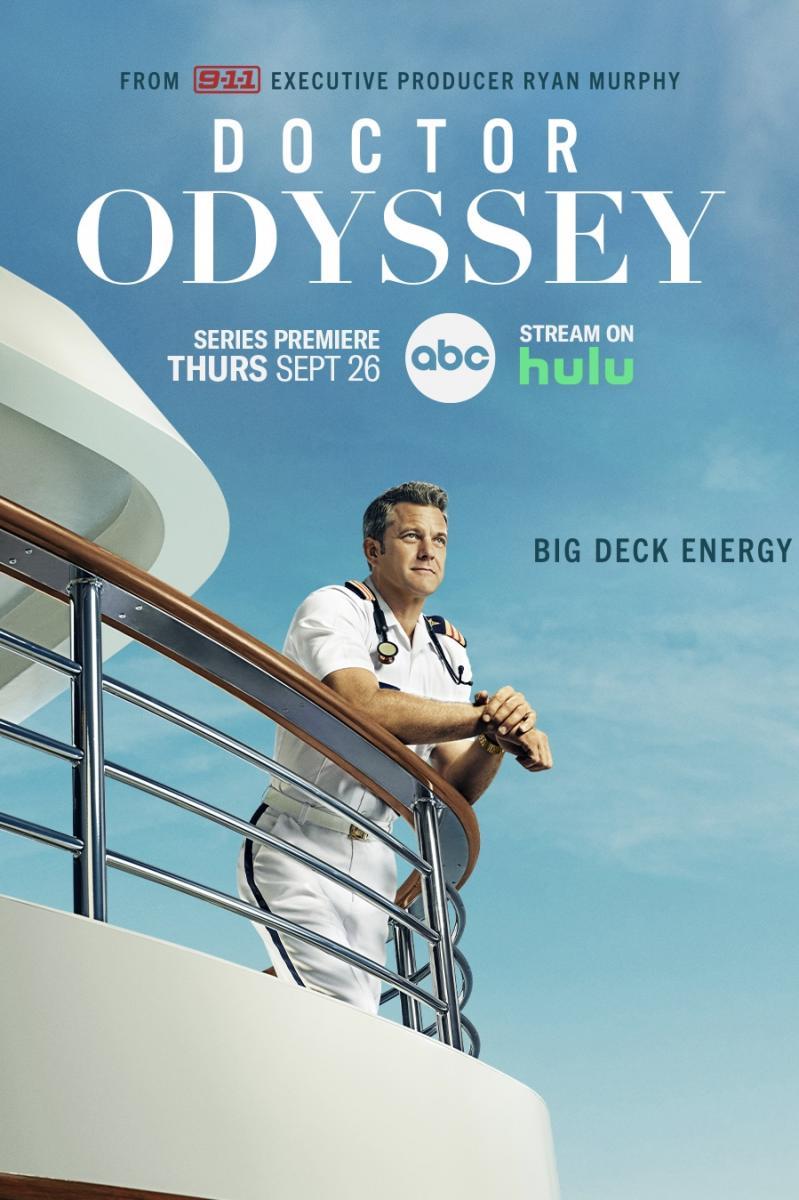 FROM 9-1-1 EXECUTIVE PRODUCER RYAN MURPHY
DOCTOR
ODYSSEY
SERIES PREMIERE
THURS SEPT 26
abc
STREAM ON
hulu
BIG DECK ENERGY